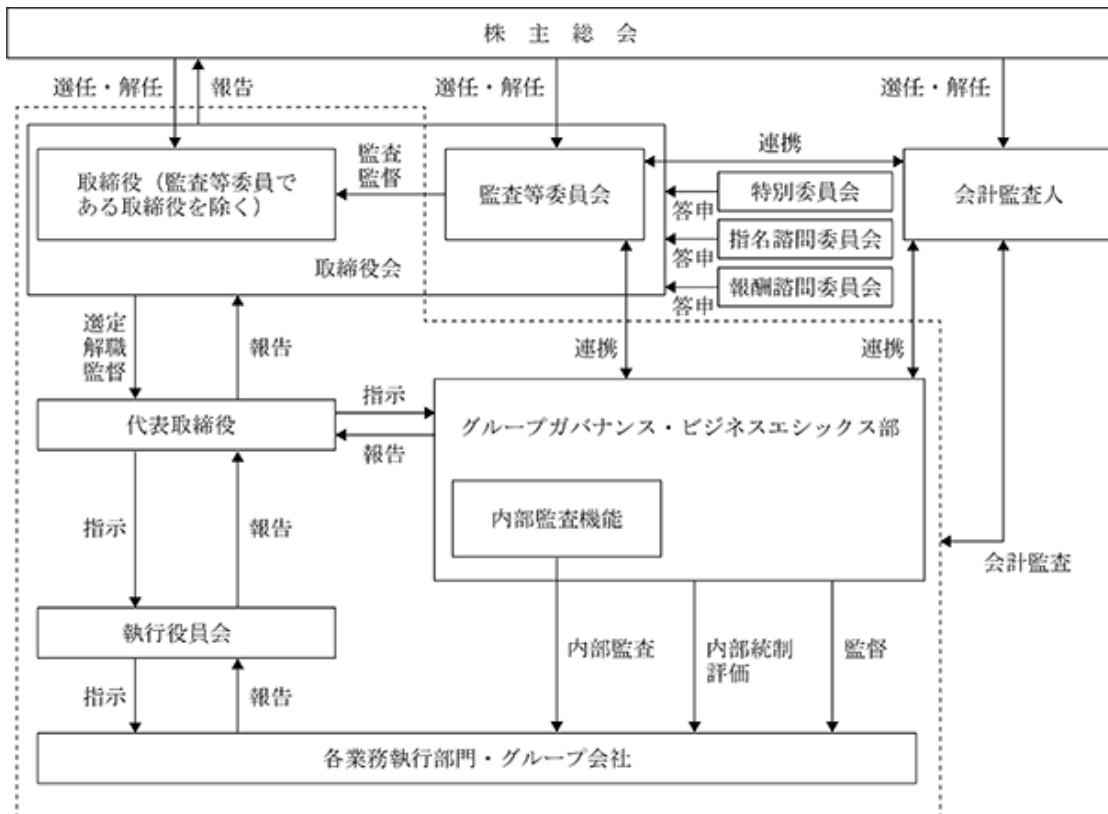 株 主 総 会
選任・解任
報告
選任・解任
選任・解任
取締役（監査等委員で
ある取締役を除く）
監査
監督
監査等委員会
連携
会計監査人
特別委員会
答申
指名諮問委員会
答申
報酬諮問委員会
答申
取締役会
選定
解職
監督
報告
連携
連携
代表取締役
指示
報告
グループガバナンス・ビジネスエシックス部
内部監査機能
指示
報告
会計監査
執行役員会
内部監査
内部統制
評価
監督
指示
報告
各業務執行部門・グループ会社